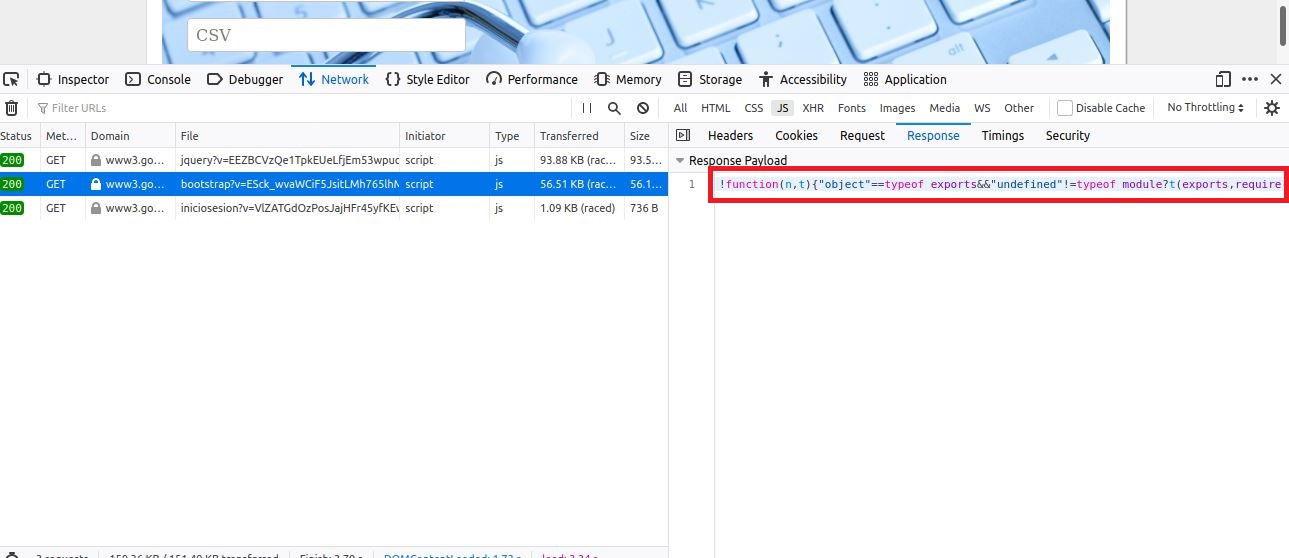 CSV
alt
Inspector Console Debugger Network Style Editor Performance Memory Storage Accessibility Application
Filter URLs All HTML CSS JS XHR Fonts Images Media WS Other Disable Cache No Throttling
Status Met... Domain File Initiator Type Transferred Size Headers Cookies Request Response Timings Security
200 GET www3.go... jquery?v=EEZBCVzQe1TpkEUeLfjEm53wpuc script js 93.88 KB (rac... 93.5...
Response Payload
200 GET www3.go... bootstrap?v=ESck_wvaWCiF5JsitLMh765lhM script js 56.51 KB (rac... 56.1...
1 !function(n,t){"object"==typeof exports&&"undefined"!=typeof module?t(exports,require
200 GET www3.go... iniciosesion?v=VlZATGdOzPosJajHFr45yfKEw script js 1.09 KB (raced) 736 B